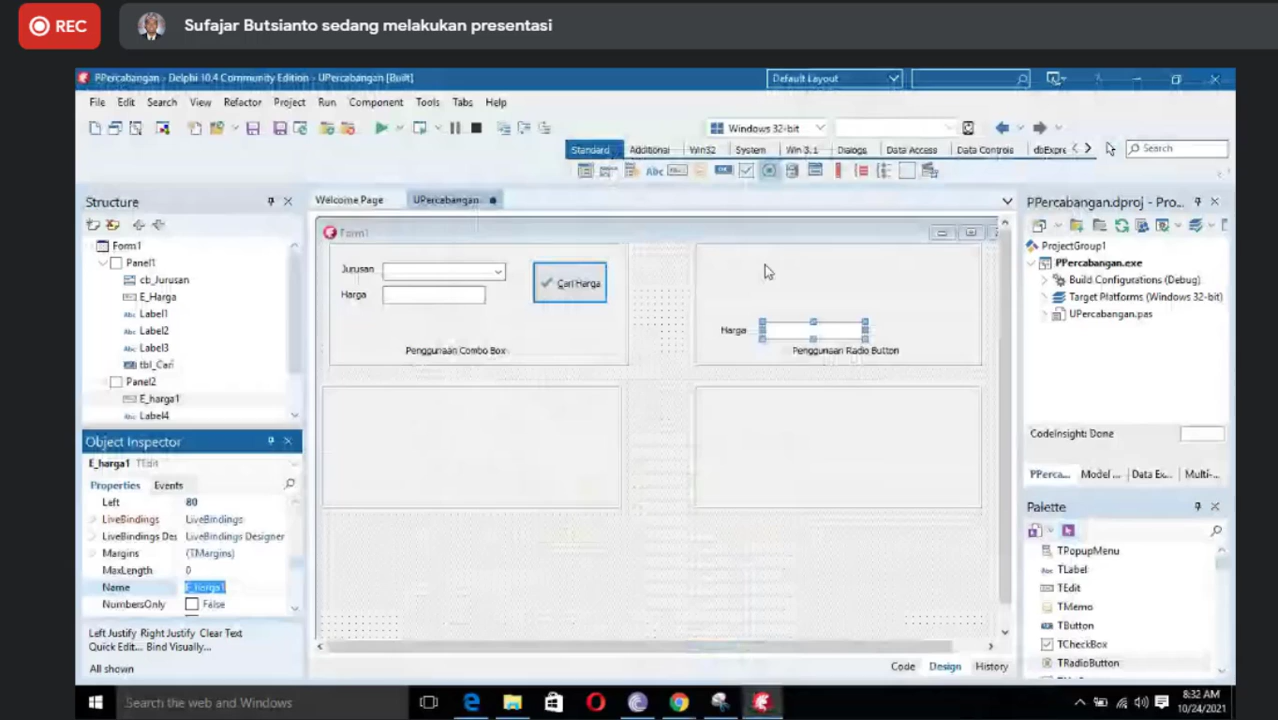 REC
Sufajar Butsianto sedang melakukan presentasi
PPercabangan - Delphi 10.4 Community Edition - UPercabangan [Built]
Default Layout
File Edit Search View Refactor Project Run Component Tools Tabs Help
Windows 32-bit
Standard Additional Win32 System Win 3.1 Dialogs Data Access Data Controls dbExpre
Search
Structure
Form1
Panel1
cb_Jurusan
E_Harga
Label1
Label2
Label3
tbl_Cari
Panel2
E_harga1
Label4
Object Inspector
E_harga1 TEdit
Properties Events
Left 80
LiveBindings LiveBindings
LiveBindings Des LiveBindings Designer
Margins (TMargins)
MaxLength 0
Name E_harga1
NumbersOnly False
Left Justify Right Justify Clear Text
Quick Edit... Bind Visually...
All shown
Welcome Page UPercabangan
Form1
Jurusan
Harga
Cari Harga
Penggunaan Combo Box
Harga
Penggunaan Radio Button
Code Design History
PPercabangan.dproj - Pro...
ProjectGroup1
PPercabangan.exe
Build Configurations (Debug)
Target Platforms (Windows 32-bit)
UPercabangan.pas
CodeInsight: Done
PPerca... Model ... Data Ex... Multi-...
Palette
TPopupMenu
TLabel
TEdit
TMemo
TButton
TCheckBox
TRadioButton
Search the web and Windows
8:32 AM
10/24/2021